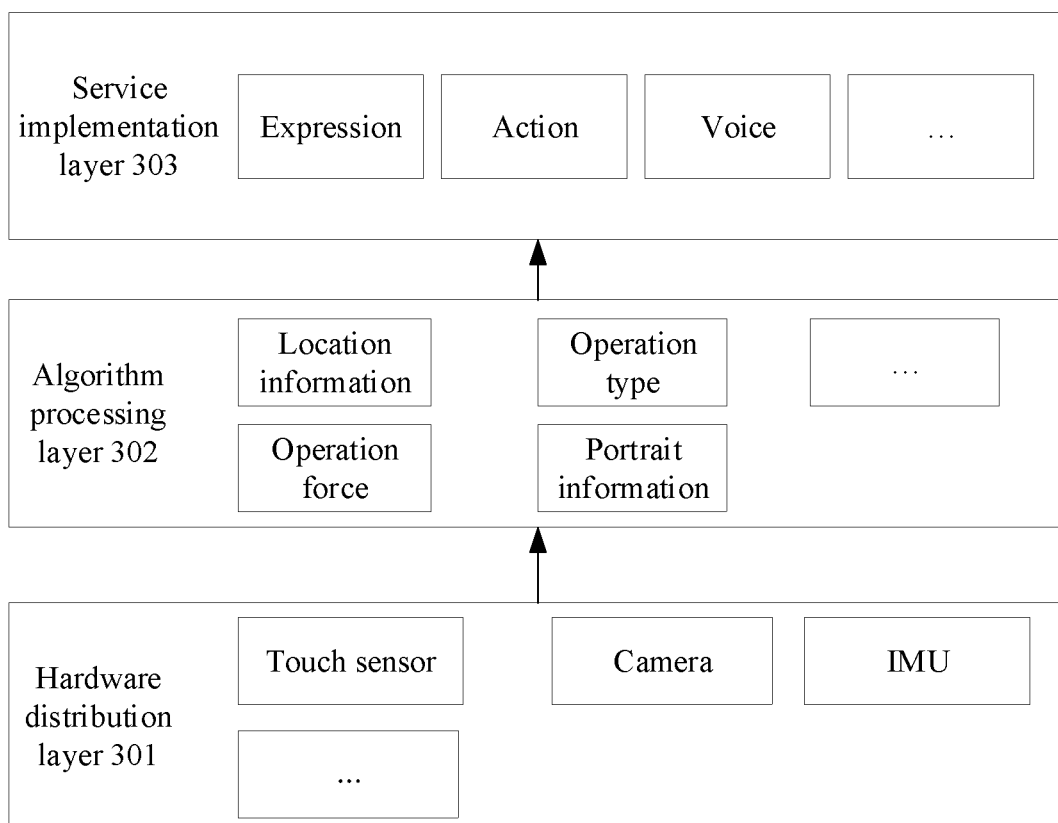 Service
implementation
layer 303
Expression
Action
Voice
...
Algorithm
processing
layer 302
Location
information
Operation
type
...
Operation
force
Portrait
information
Hardware
distribution
layer 301
Touch sensor
Camera
IMU
...